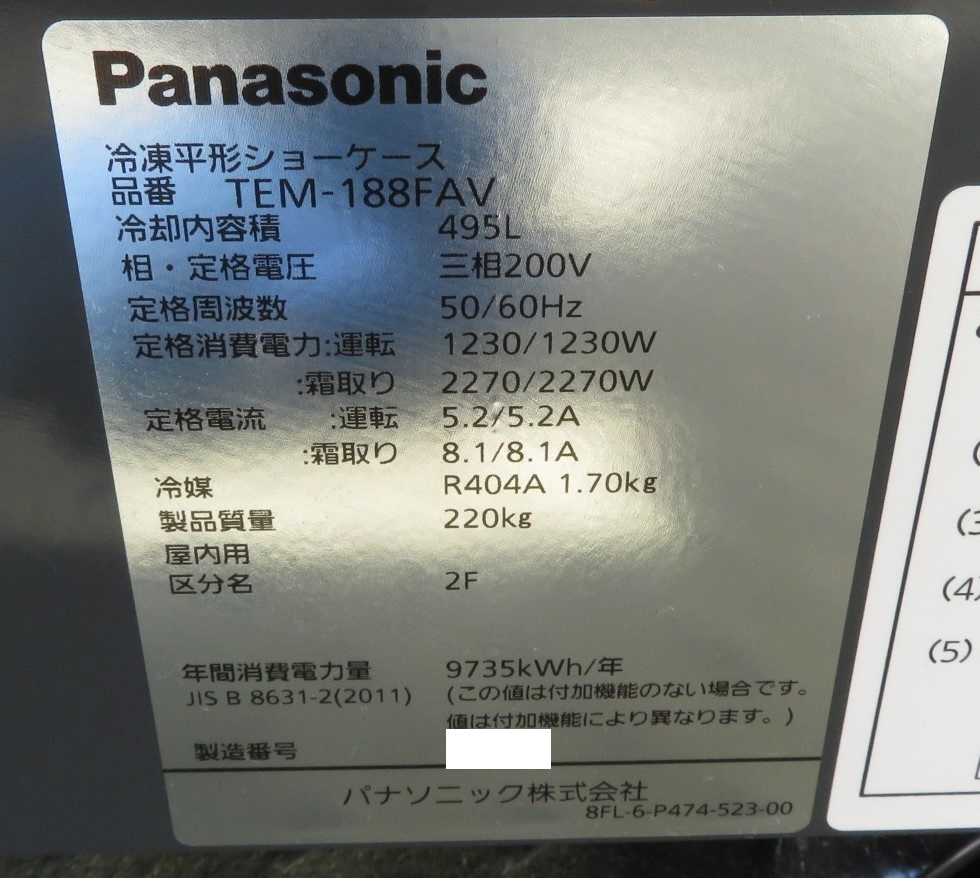 Panasonic
冷凍平形ショーケース
品番 TEM-188FAV
冷却内容積 495L
相・定格電圧 三相200V
定格周波数 50/60Hz
定格消費電力:運転 1230/1230W
:霜取り 2270/2270W
定格電流 :運転 5.2/5.2A
:霜取り 8.1/8.1A
冷媒 R404A 1.70kg
製品質量 220kg
屋内用
区分名 2F
年間消費電力量 9735kWh/年
JIS B 8631-2(2011) (この値は付加機能のない場合です。
値は付加機能により異なります。)
製造番号
パナソニック株式会社
8FL-6-P474-523-00
(4)
(5)